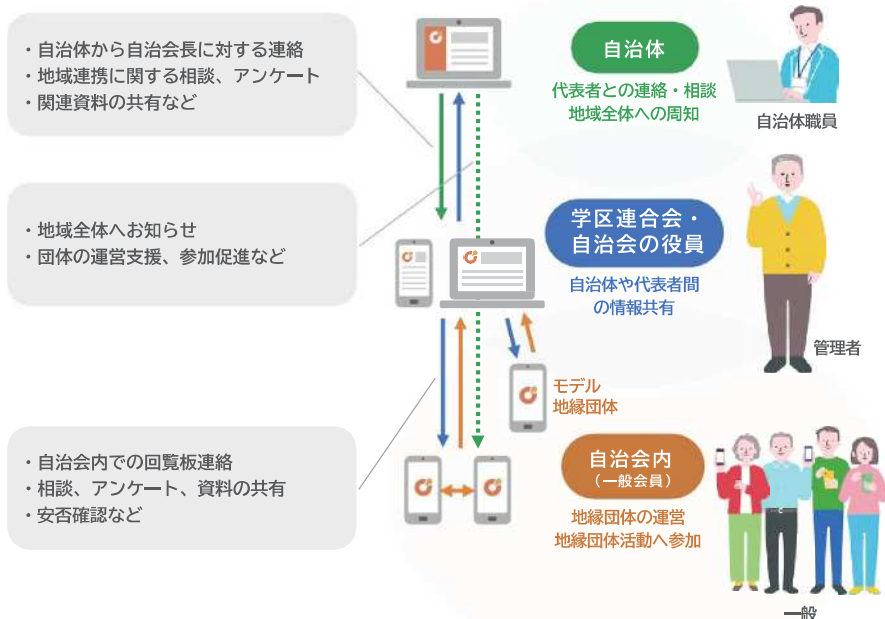 ・自治体から自治会長に対する連絡
・地域連携に関する相談、アンケート
・関連資料の共有など
自治体
代表者との連絡・相談
地域全体への周知
自治体職員
・地域全体へお知らせ
・団体の運営支援、参加促進など
学区連合会・
自治会の役員
自治体や代表者間
の情報共有
管理者
モデル
地縁団体
・自治会内での回覧板連絡
・相談、アンケート、資料の共有
・安否確認など
自治会内
（一般会員）
地縁団体の運営
地縁団体活動へ参加
一般